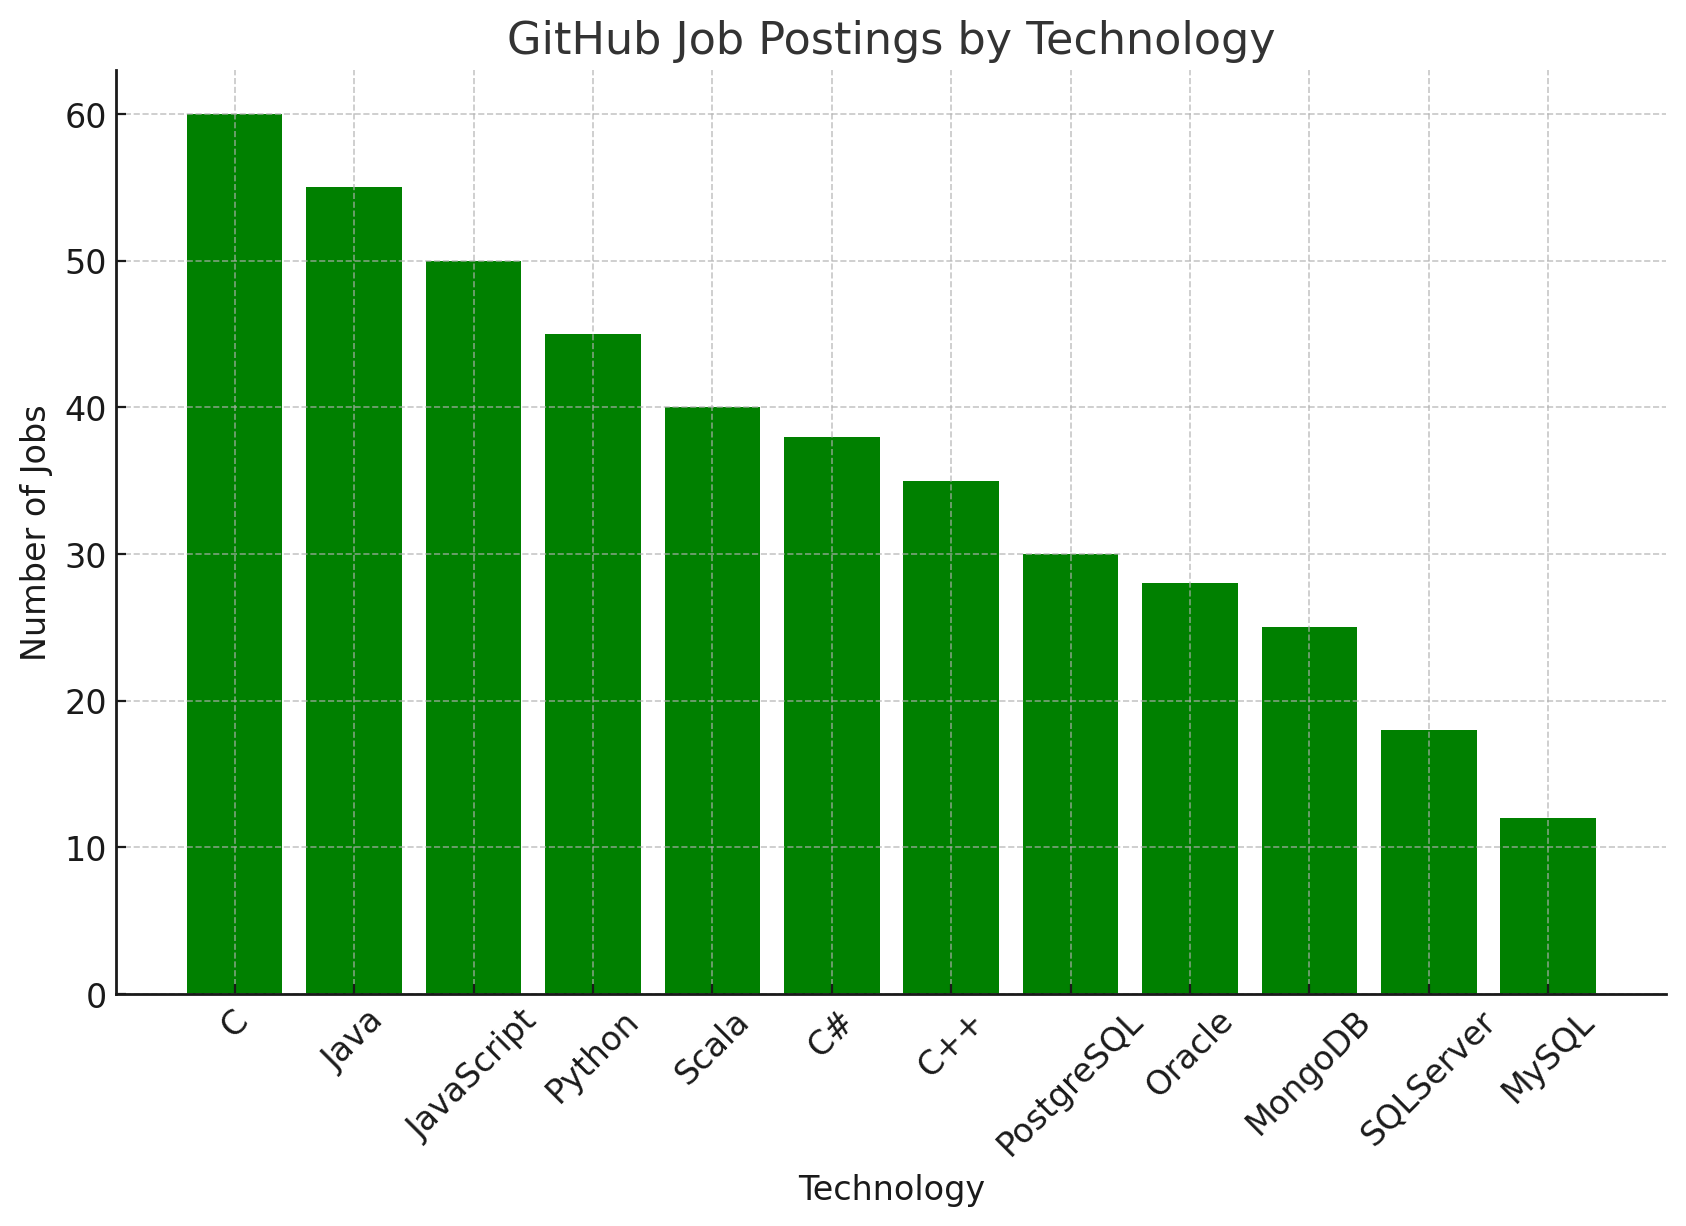 GitHub Job Postings by Technology
Number of Jobs
60
50
40
30
20
10
0
C
Java
JavaScript
Python
Scala
C#
C++
PostgreSQL
Oracle
MongoDB
SQLServer
MySQL
Technology